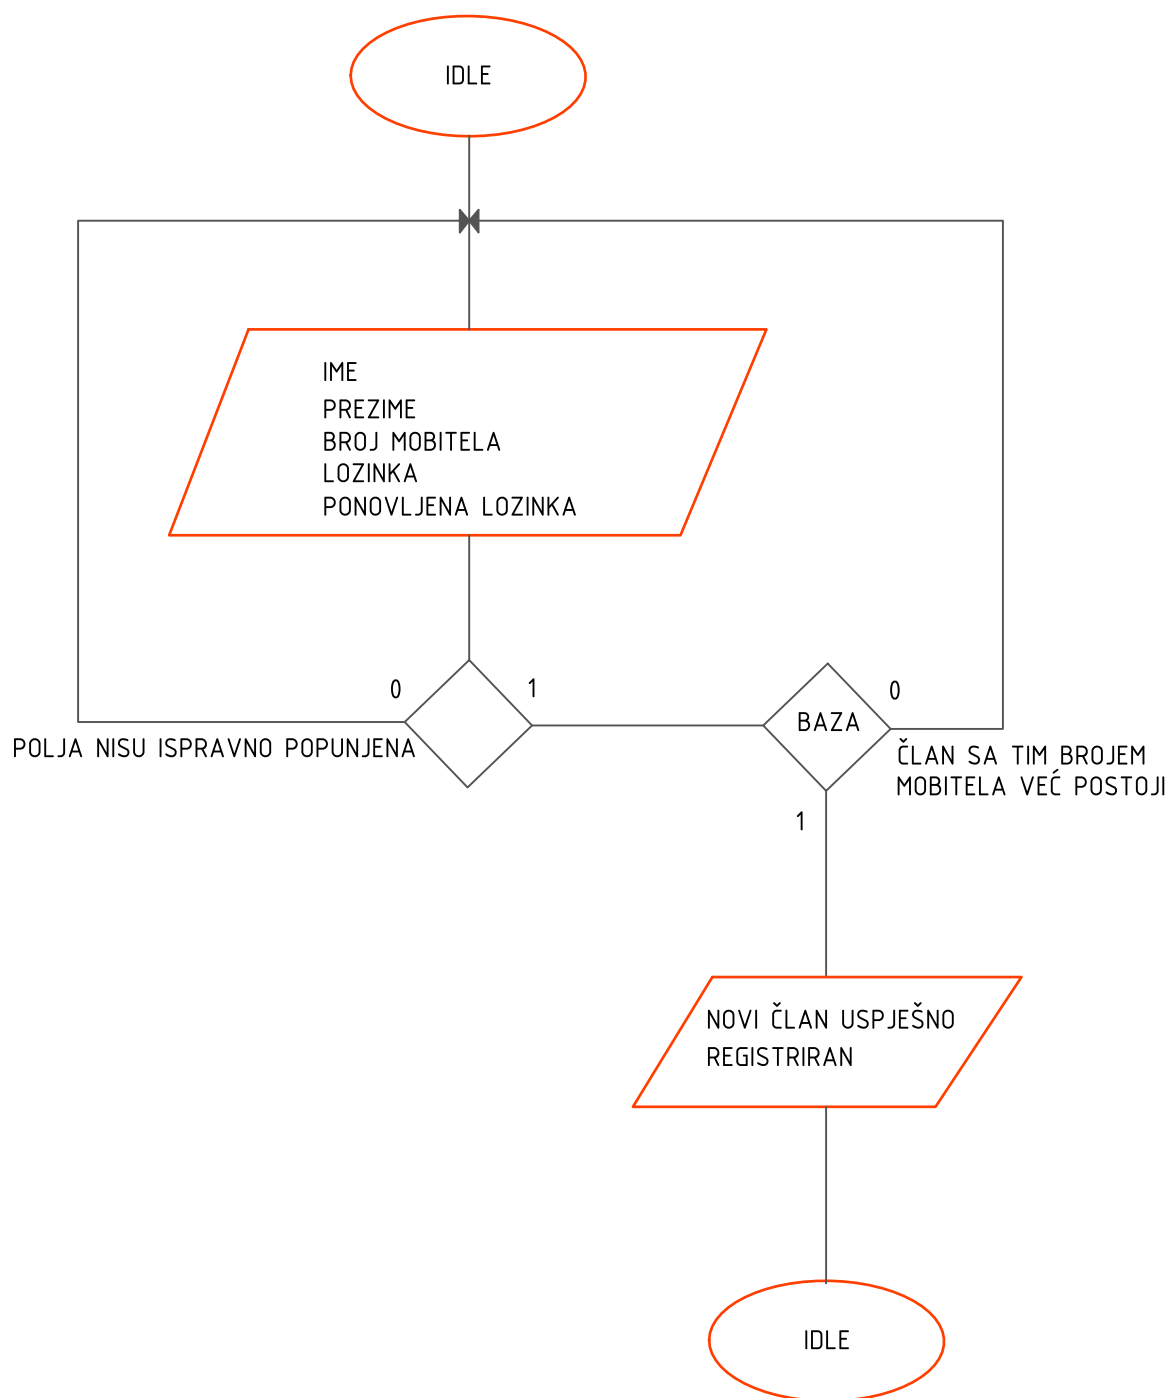 IDLE
IME
PREZIME
BROJ MOBITELA
LOZINKA
PONOVLJENA LOZINKA
0
1
POLJA NISU ISPRAVNO POPUNJENA
BAZA
0
ČLAN SA TIM BROJEM
MOBITELA VEĆ POSTOJI
1
NOVI ČLAN USPJEŠNO
REGISTRIRAN
IDLE